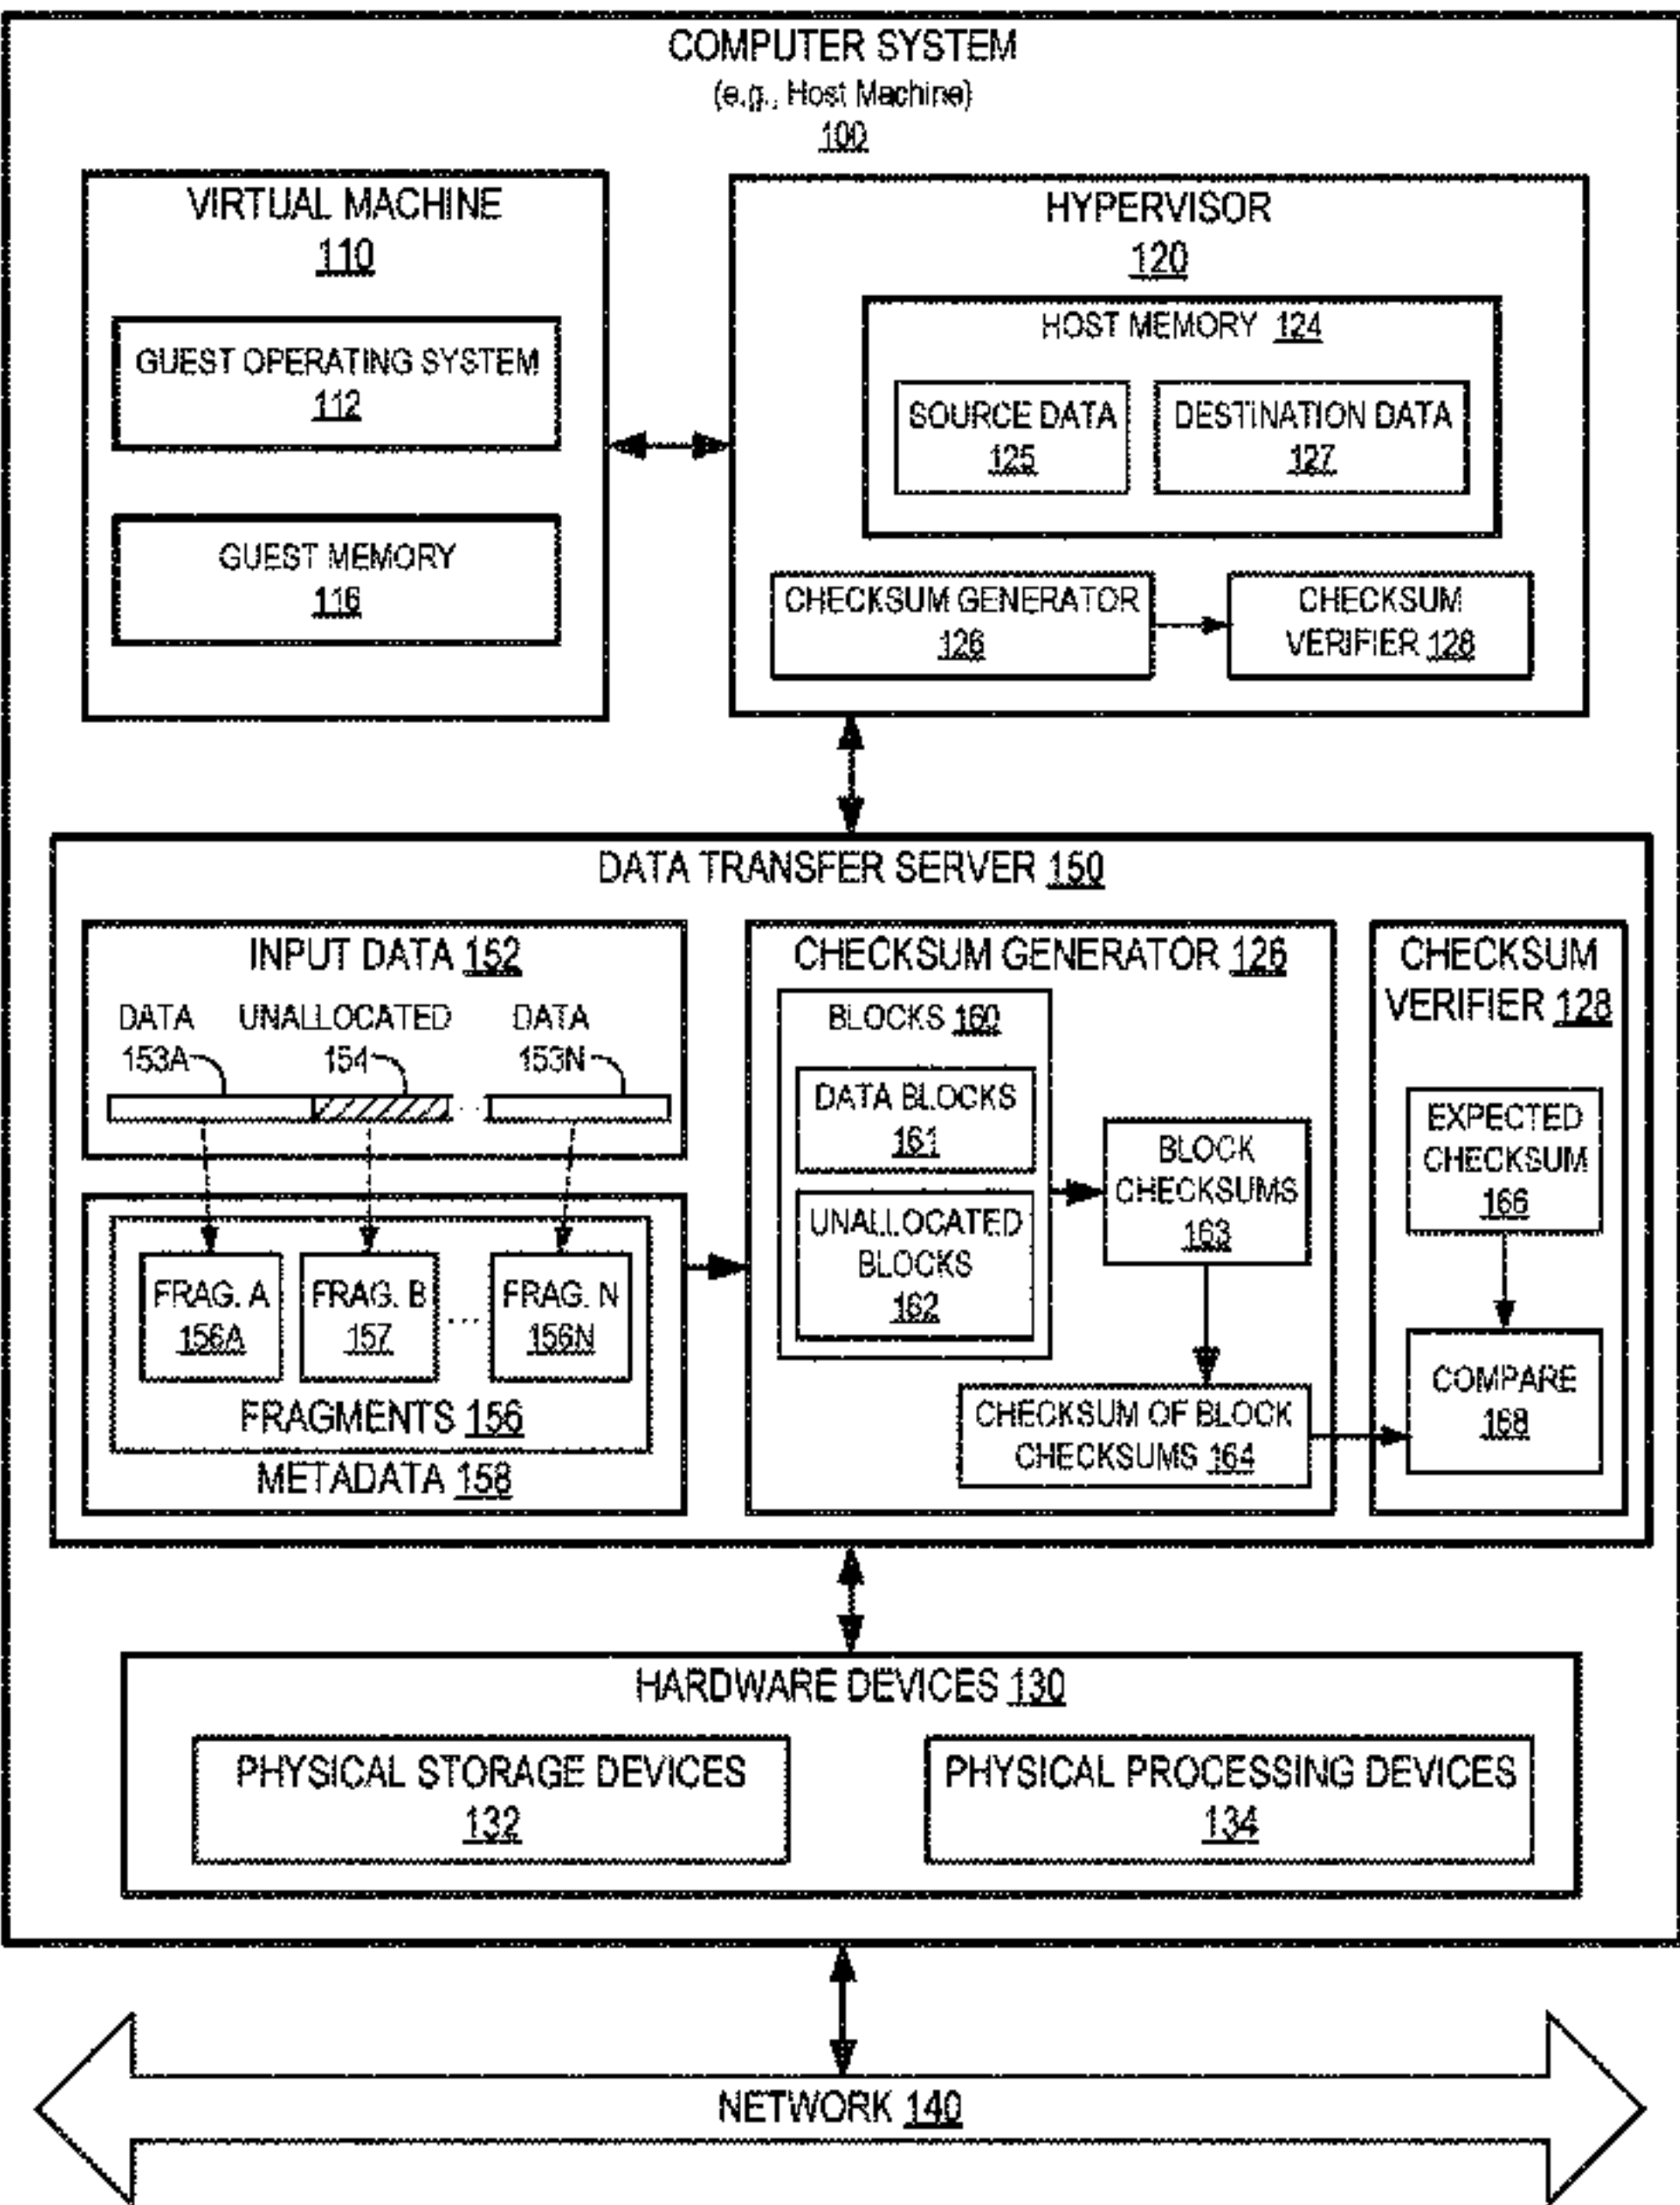 COMPUTER SYSTEM
(e.g., Host Machine)
100
VIRTUAL MACHINE
110
GUEST OPERATING SYSTEM
112
GUEST MEMORY
116
HYPERVISOR
120
HOST MEMORY 124
SOURCE DATA
125
DESTINATION DATA
127
CHECKSUM GENERATOR
126
CHECKSUM
VERIFIER 128
DATA TRANSFER SERVER 150
INPUT DATA 152
DATA
153A
UNALLOCATED
154
DATA
153N
...
FRAG. A
156A
FRAG. B
157
...
FRAG. N
156N
FRAGMENTS 156
METADATA 158
CHECKSUM GENERATOR 126
BLOCKS 160
DATA BLOCKS
161
UNALLOCATED
BLOCKS
162
BLOCK
CHECKSUMS
163
CHECKSUM OF BLOCK
CHECKSUMS 164
CHECKSUM
VERIFIER 128
EXPECTED
CHECKSUM
166
COMPARE
168
HARDWARE DEVICES 130
PHYSICAL STORAGE DEVICES
132
PHYSICAL PROCESSING DEVICES
134
NETWORK 140